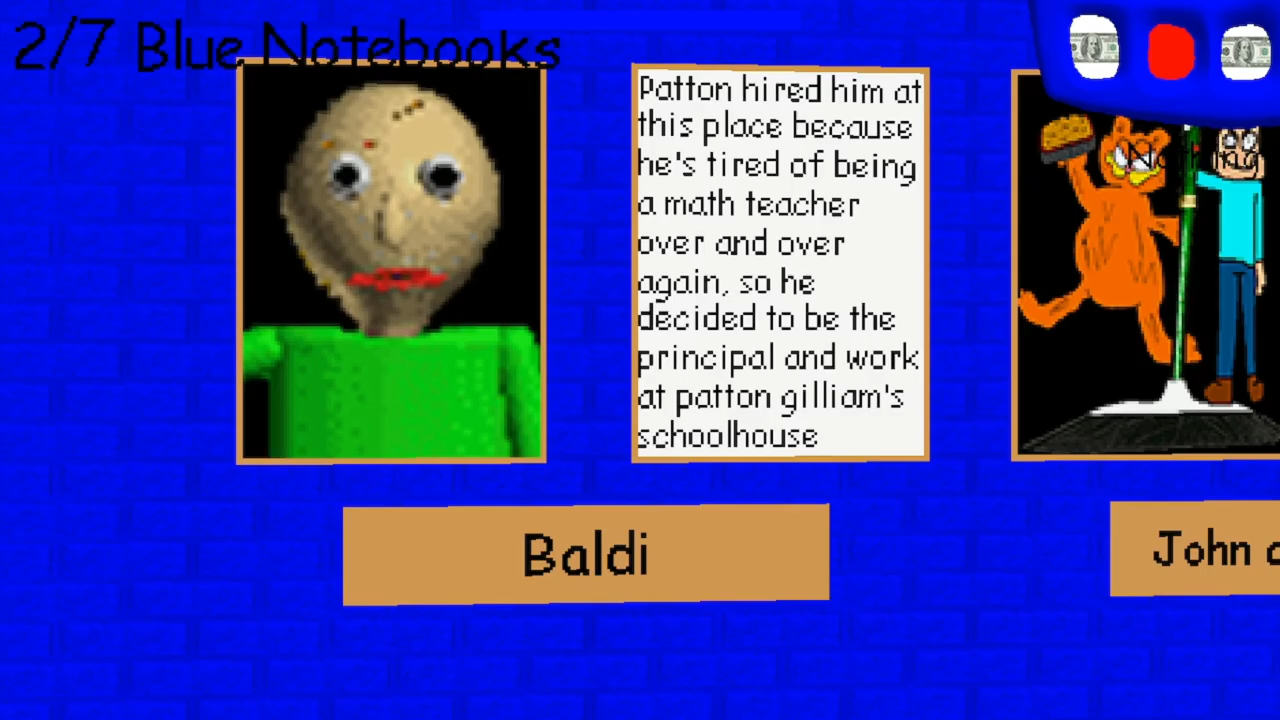 2/7 Blue Notebooks
Patton hired him at
this place because
he's tired of being
a math teacher
over and over
again, so he
decided to be the
principal and work
at patton gilliam's
schoolhouse
Baldi
John